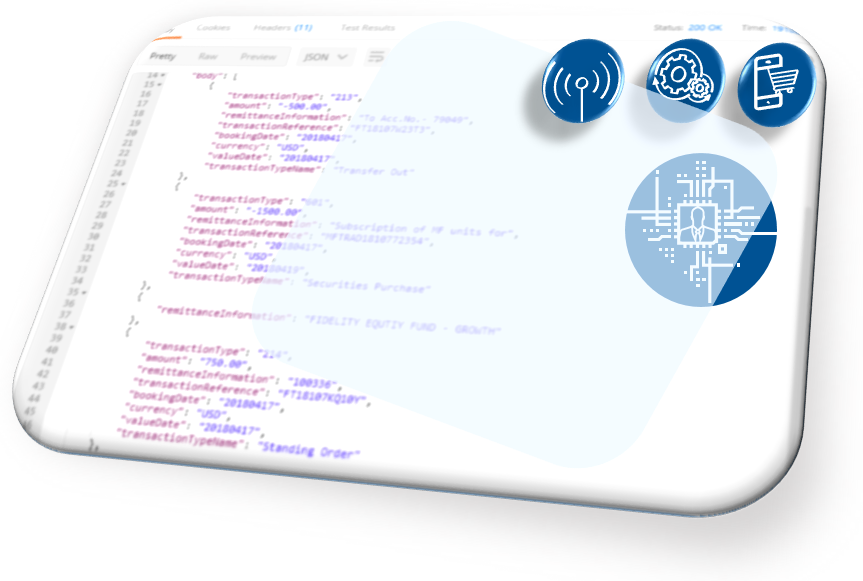 Cookies Headers (11) Test Results Status: 200 OK Time:
Pretty Raw Preview JSON
14 "body": [
15 {
16 "transactionType": "213",
17 "amount": "-500.00",
18 "remittanceInformation": "To Acc.No.- 79049",
19 "transactionReference":
20 "bookingDate": "20180417",
21 "currency": "USD",
22 "valueDate": "20180417",
23 "transactionTypeName": "Transfer Out"
24 },
25 {
26 "transactionType": "601",
27 "amount": "-1500.00",
28 "remittanceInformation": "Subscription of MF units for",
29 "transactionReference":
30 "bookingDate": "20180417",
31 "currency": "USD",
32 "valueDate": "20180419",
33 "transactionTypeName": "Securities Purchase"
34 },
35 {
36 "remittanceInformation": "FIDELITY EQUTIY FUND - GROUTH"
37 },
38 {
39 "transactionType": "214",
40 "amount": "750.00",
41 "remittanceInformation": "100336",
42 "transactionReference": "FT18107KQ10Y",
43 "bookingDate": "20180417",
44 "currency": "USD",
45 "valueDate": "20180417",
"transactionTypeName": "Standing Order"
},